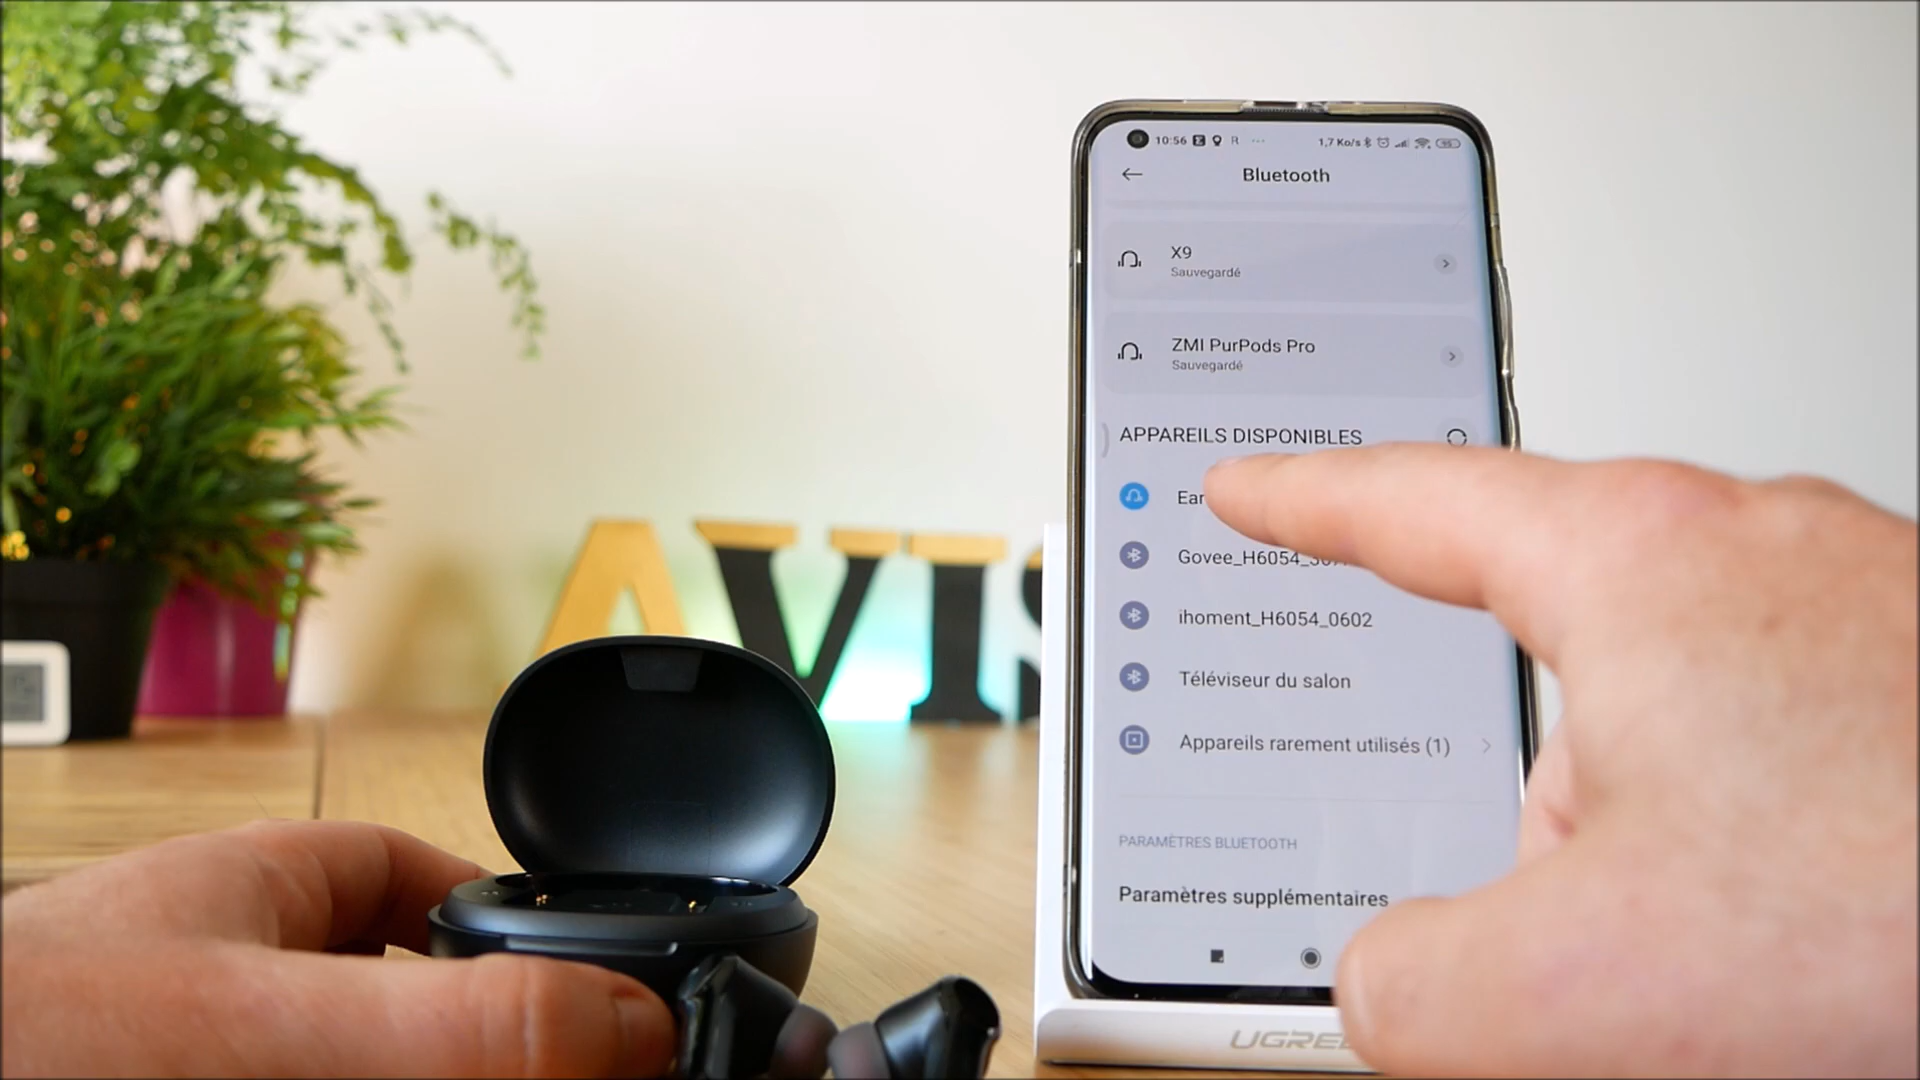 10:56 R ...
1,7 Ko/s
Bluetooth
X9
Sauvegardé
ZMI PurPods Pro
Sauvegardé
APPAREILS DISPONIBLES
Ear
Govee_H6054_
ihoment_H6054_0602
Téléviseur du salon
Appareils rarement utilisés (1)
PARAMÈTRES BLUETOOTH
Paramètres supplémentaires
AVIS
UGREE